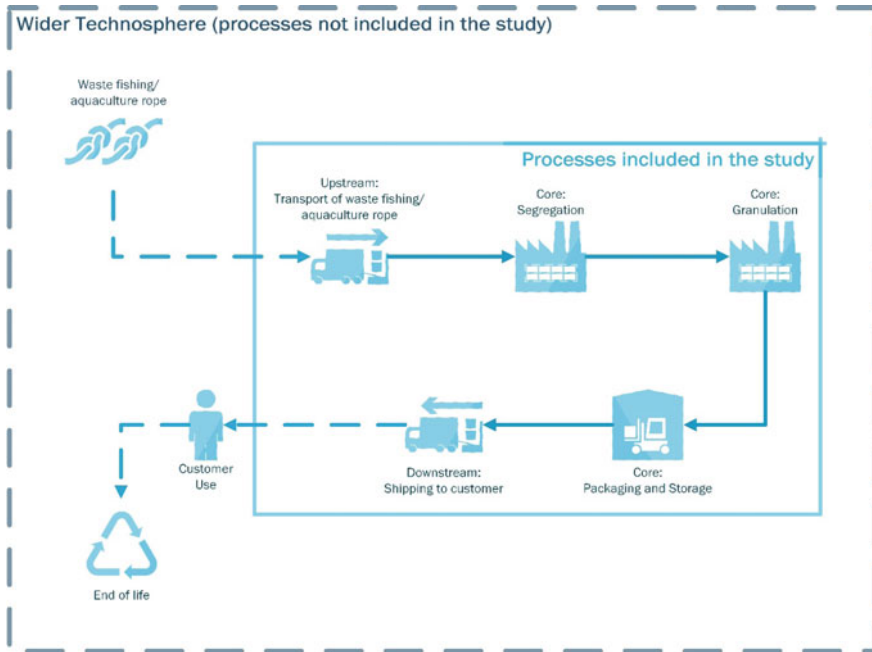 Wider Technosphere (processes not included in the study)
Waste fishing/
aquaculture rope
Processes included in the study
Upstream:
Transport of waste fishing/
aquaculture rope
Core:
Segregation
Core:
Granulation
Customer
Use
Downstream:
Shipping to customer
Core:
Packaging and Storage
End of life